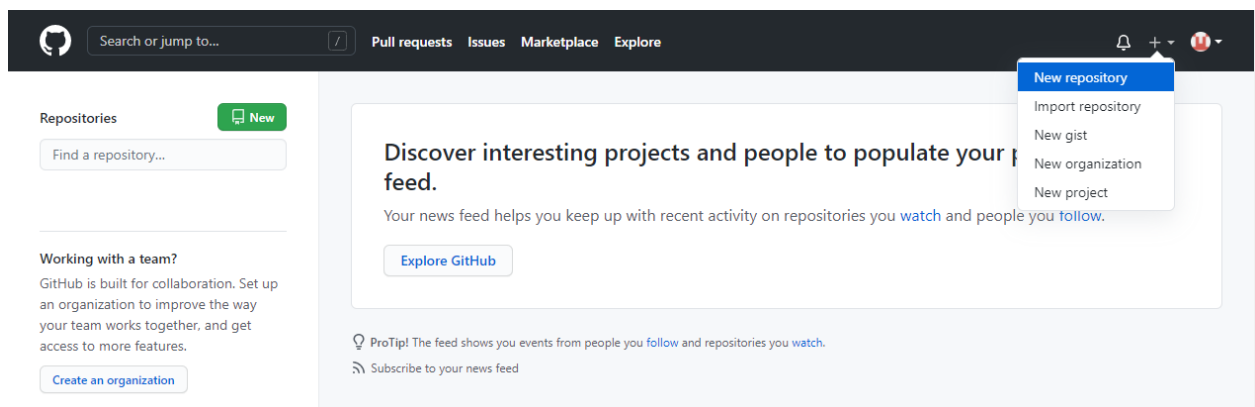 Search or jump to...
/
Pull requests Issues Marketplace Explore
New repository
Import repository
New gist
New organization
New project
Repositories
New
Find a repository...
Working with a team?
GitHub is built for collaboration. Set up
an organization to improve the way
your team works together, and get
access to more features.
Create an organization
Discover interesting projects and people to populate your
feed.
Your news feed helps you keep up with recent activity on repositories you watch and people you follow.
Explore GitHub
ProTip! The feed shows you events from people you follow and repositories you watch.
Subscribe to your news feed